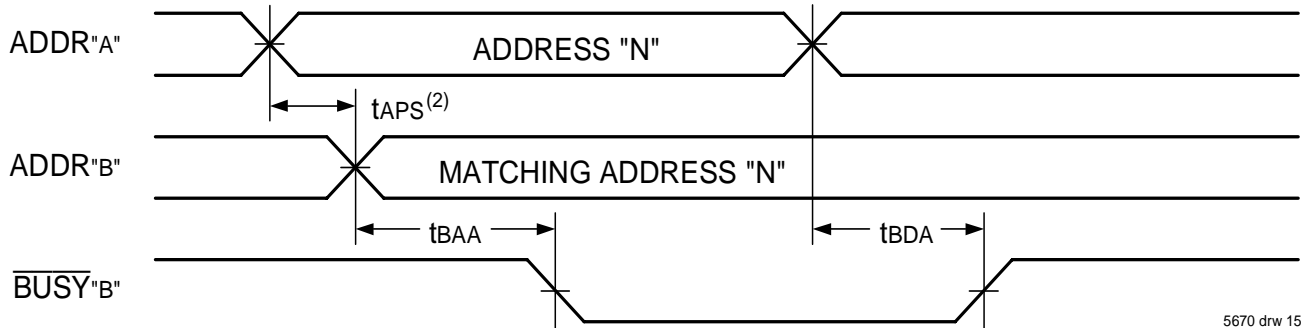 ADDR"A"
ADDRESS "N"
tAPS(2)
ADDR"B"
MATCHING ADDRESS "N"
tBAA
tBDA
BUSY"B"
5670 drw 15